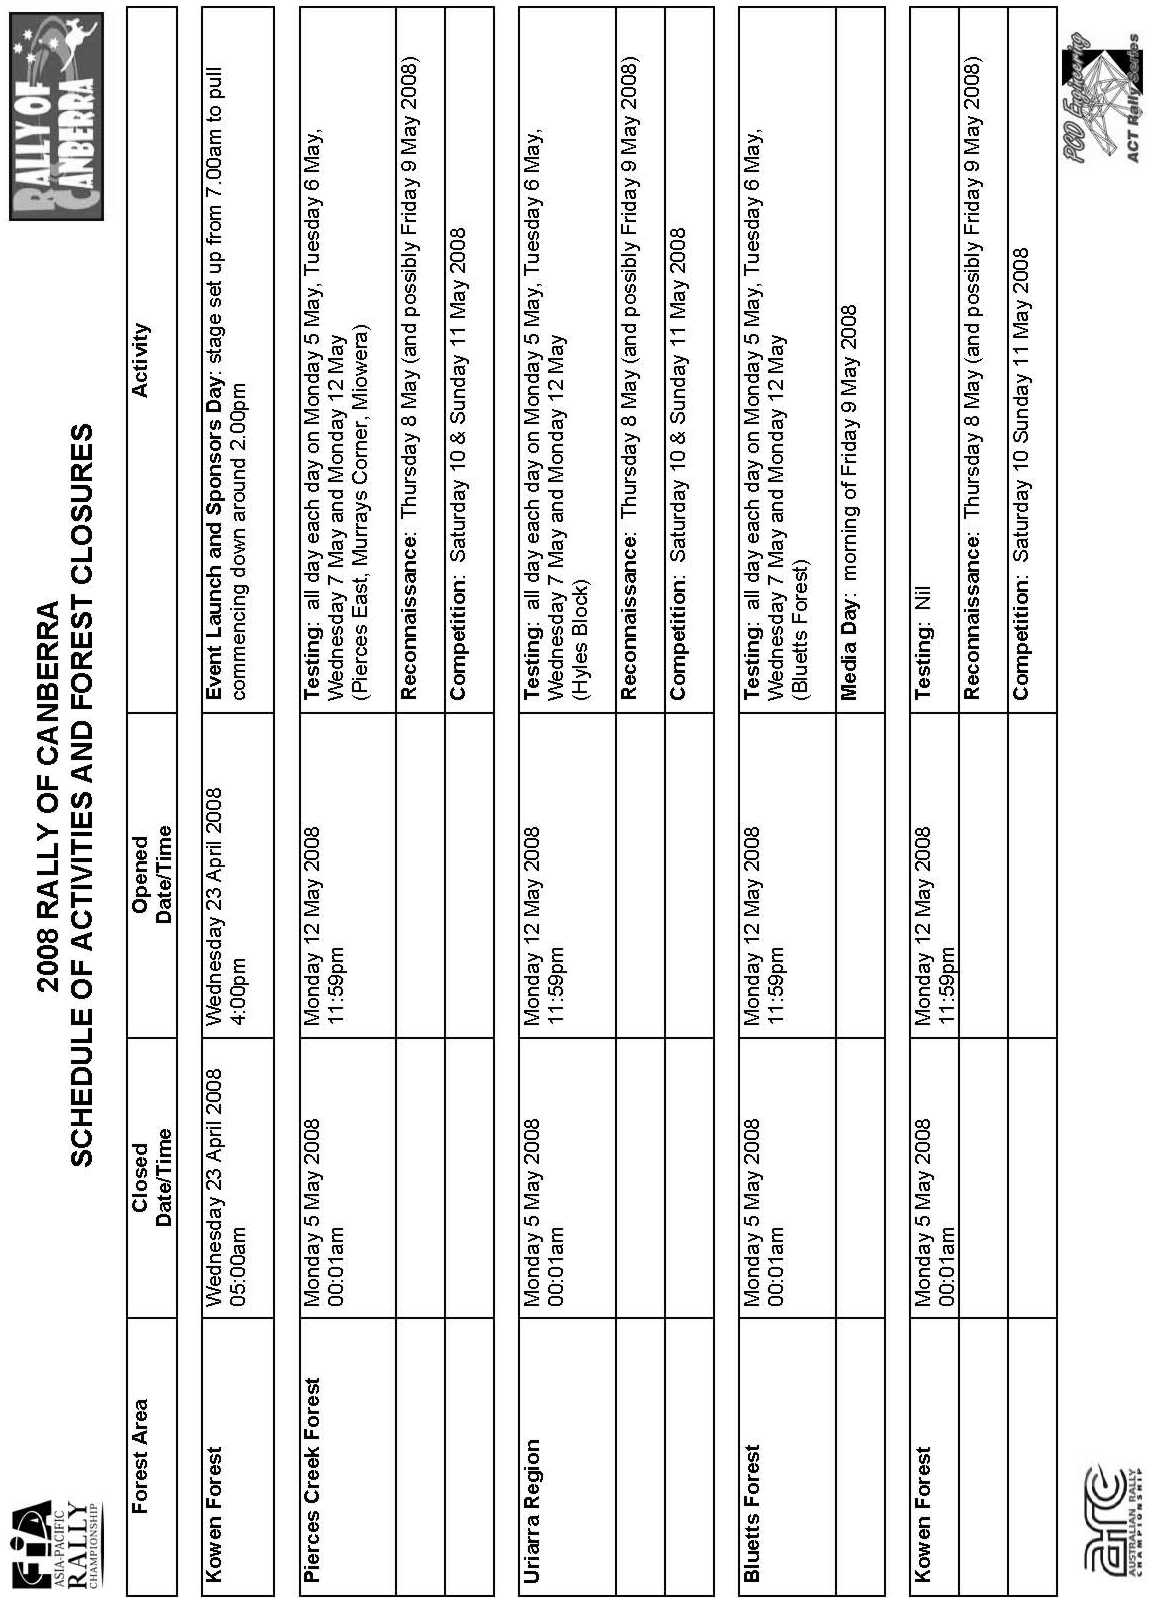 FIA
ASIA-PACIFIC
RALLY
CHAMPIONSHIP
2008 RALLY OF CANBERRA
SCHEDULE OF ACTIVITIES AND FOREST CLOSURES
RALLY OF
CANBERRA
Forest Area
Closed
Date/Time
Opened
Date/Time
Activity
Kowen Forest
Wednesday 23 April 2008
05:00am
Wednesday 23 April 2008
4:00pm
Event Launch and Sponsors Day: stage set up from 7.00am to pull
commencing down around 2.00pm
Pierces Creek Forest
Monday 5 May 2008
00:01am
Monday 12 May 2008
11:59pm
Testing: all day each day on Monday 5 May, Tuesday 6 May,
Wednesday 7 May and Monday 12 May
(Pierces East, Murrays Corner, Miowera)
Reconnaissance: Thursday 8 May (and possibly Friday 9 May 2008)
Competition: Saturday 10 & Sunday 11 May 2008
Uriarra Region
Monday 5 May 2008
00:01am
Monday 12 May 2008
11:59pm
Testing: all day each day on Monday 5 May, Tuesday 6 May,
Wednesday 7 May and Monday 12 May
(Hyles Block)
Reconnaissance: Thursday 8 May (and possibly Friday 9 May 2008)
Competition: Saturday 10 & Sunday 11 May 2008
Bluetts Forest
Monday 5 May 2008
00:01am
Monday 12 May 2008
11:59pm
Testing: all day each day on Monday 5 May, Tuesday 6 May,
Wednesday 7 May and Monday 12 May
(Bluetts Forest)
Media Day: morning of Friday 9 May 2008
Kowen Forest
Monday 5 May 2008
00:01am
Monday 12 May 2008
11:59pm
Testing: Nil
Reconnaissance: Thursday 8 May (and possibly Friday 9 May 2008)
Competition: Saturday 10 Sunday 11 May 2008
arc
AUSTRALIAN RALLY
CHAMPIONSHIP
PCO
ACT Rally Series